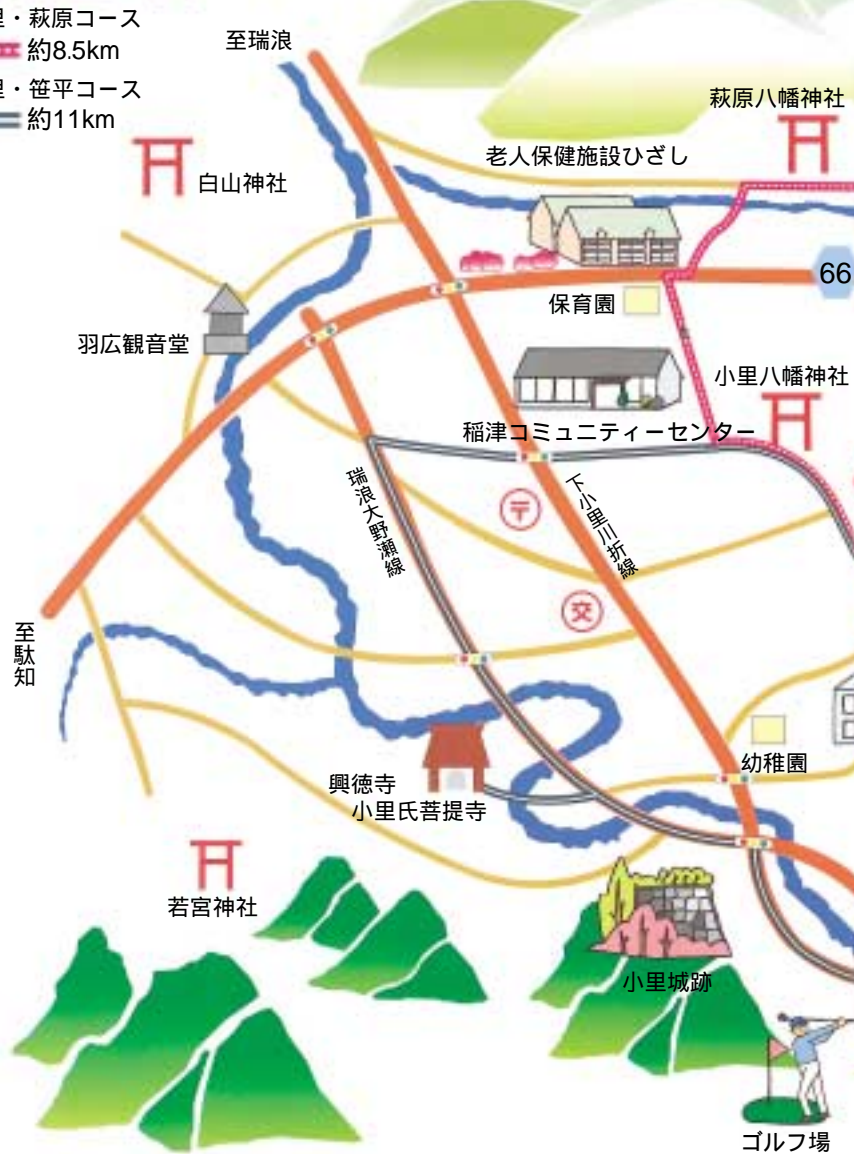 里・萩原コース
約8.5km
里・笹平コース
約11km
至瑞浪
萩原八幡神社
老人保健施設ひざし
白山神社
66
保育園
羽広観音堂
小里八幡神社
稲津コミュニティーセンター
瑞浪大野瀬線
下小里川折線
〒
交
至駄知
幼稚園
興徳寺
小里氏菩提寺
若宮神社
小里城跡
ゴルフ場